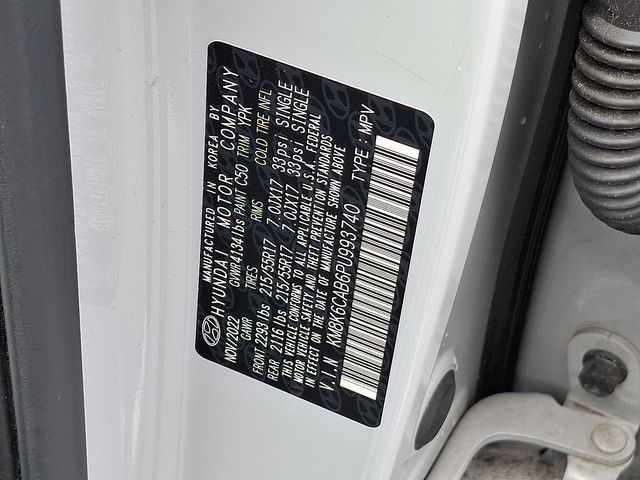 MANUFACTURED IN KOREA BY
HYUNDAI MOTOR COMPANY
NOV/2022 GVWR 4134 lbs PAINT C50 TRIM YPK
GAWR TIRES RIMS COLD TIRE INFL
FRONT 2293 lbs 215/55R17 7.0JX17 33psi SINGLE
REAR 2116 lbs 215/55R17 7.0JX17 33psi SINGLE
THIS VEHICLE CONFORMS TO ALL APPLICABLE U.S.A. FEDERAL
MOTOR VEHICLE SAFETY AND THEFT PREVENTION STANDARDS
IN EFFECT ON THE DATE OF MANUFACTURE SHOWN ABOVE
V.I.N KM8K6CAB6PU993740 TYPE: MPV